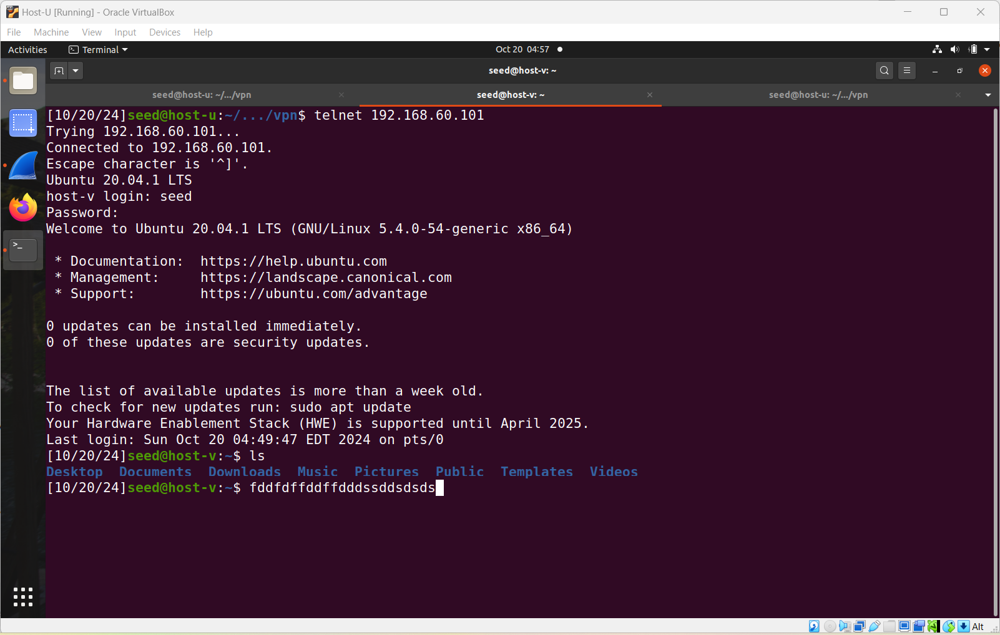 Host-U [Running] - Oracle VirtualBox
File Machine View Input Devices Help
Activities Terminal Oct 20 04:57
seed@host-v: ~
seed@host-u: ~/.../vpn seed@host-v: ~ seed@host-u: ~/.../vpn
[10/20/24]seed@host-u:~/.../vpn$ telnet 192.168.60.101
Trying 192.168.60.101...
Connected to 192.168.60.101.
Escape character is '^]'.
Ubuntu 20.04.1 LTS
host-v login: seed
Password:
Welcome to Ubuntu 20.04.1 LTS (GNU/Linux 5.4.0-54-generic x86_64)
* Documentation:  https://help.ubuntu.com
* Management:     https://landscape.canonical.com
* Support:        https://ubuntu.com/advantage
0 updates can be installed immediately.
0 of these updates are security updates.
The list of available updates is more than a week old.
To check for new updates run: sudo apt update
Your Hardware Enablement Stack (HWE) is supported until April 2025.
Last login: Sun Oct 20 04:49:47 EDT 2024 on pts/0
[10/20/24]seed@host-v:~$ ls
Desktop  Documents  Downloads  Music  Pictures  Public  Templates  Videos
[10/20/24]seed@host-v:~$ fddfdffddffdddssddsdsds
Alt